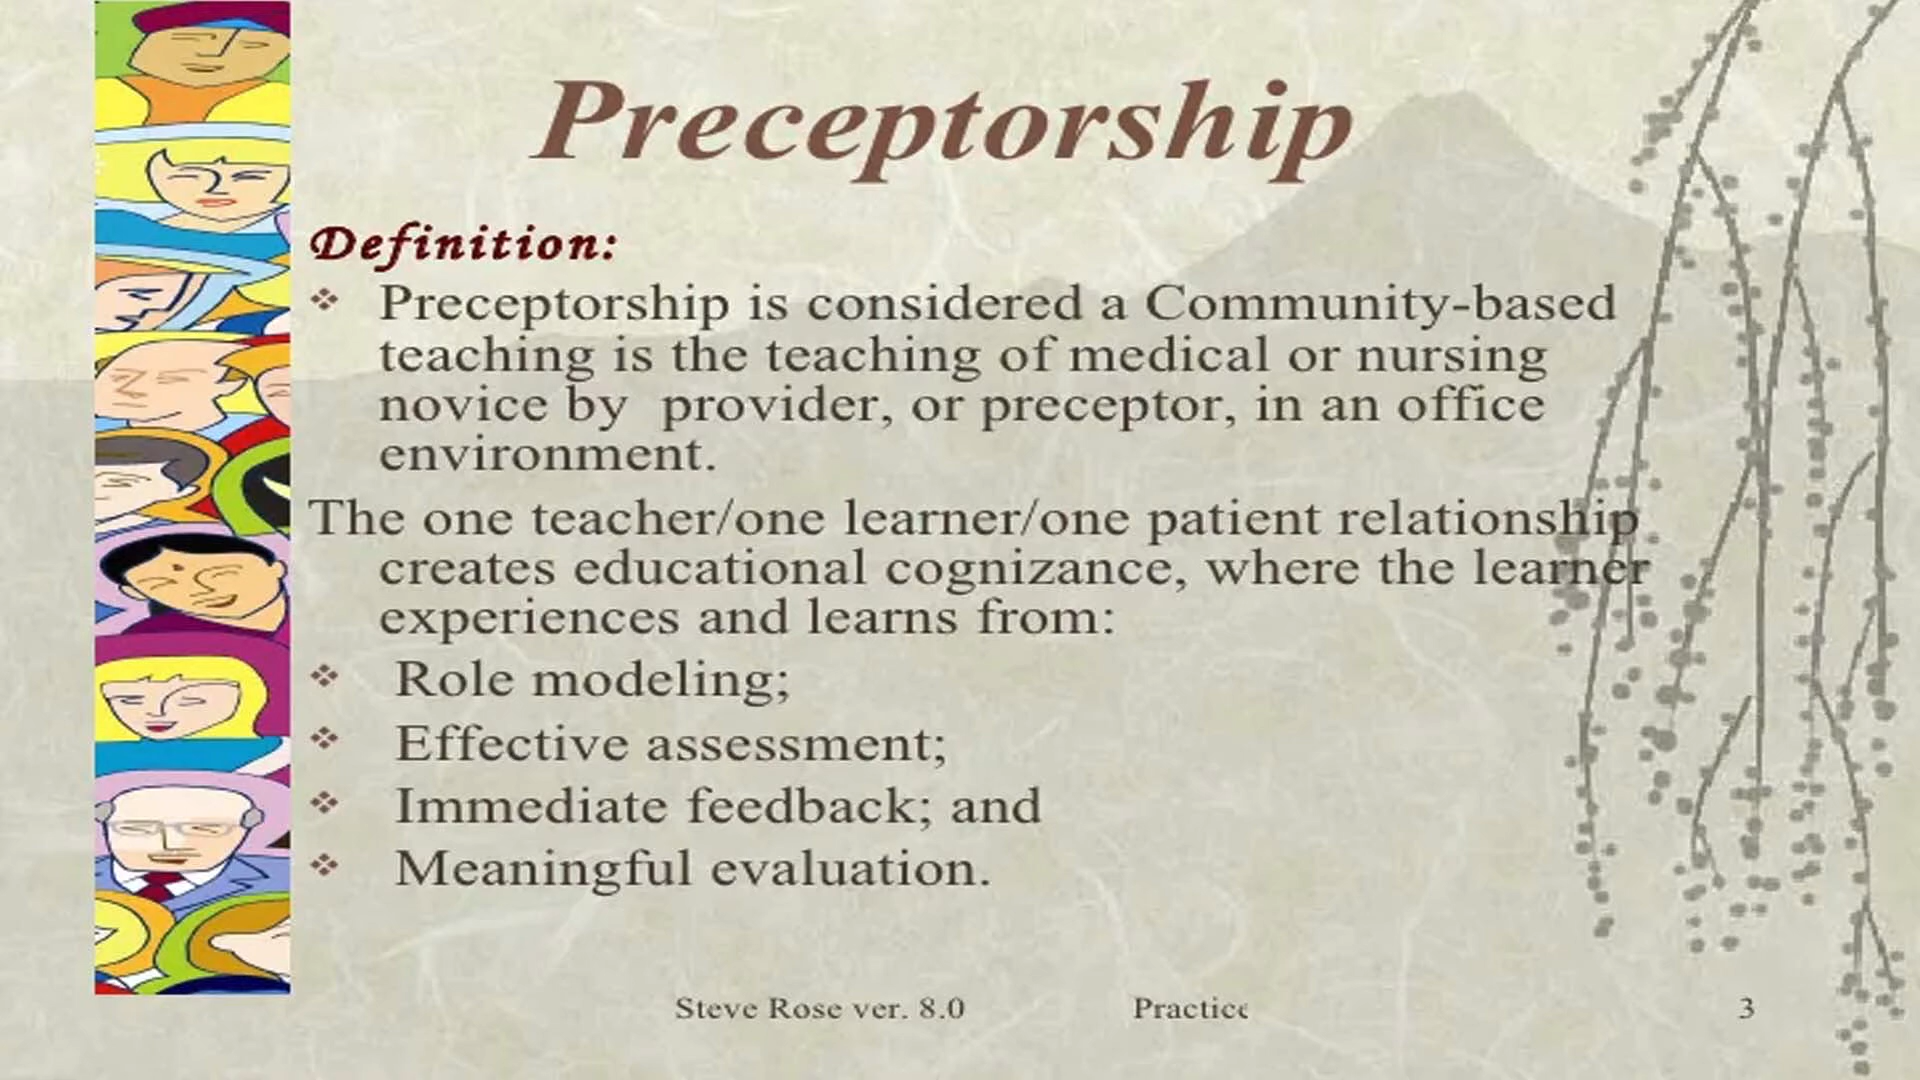 Preceptorship
Definition:
❖ Preceptorship is considered a Community-based
teaching is the teaching of medical or nursing
novice by  provider, or preceptor, in an office
environment.
The one teacher/one learner/one patient relationship
creates educational cognizance, where the learner
experiences and learns from:
❖ Role modeling;
❖ Effective assessment;
❖ Immediate feedback; and
❖ Meaningful evaluation.
Steve Rose ver. 8.0 Practice 3